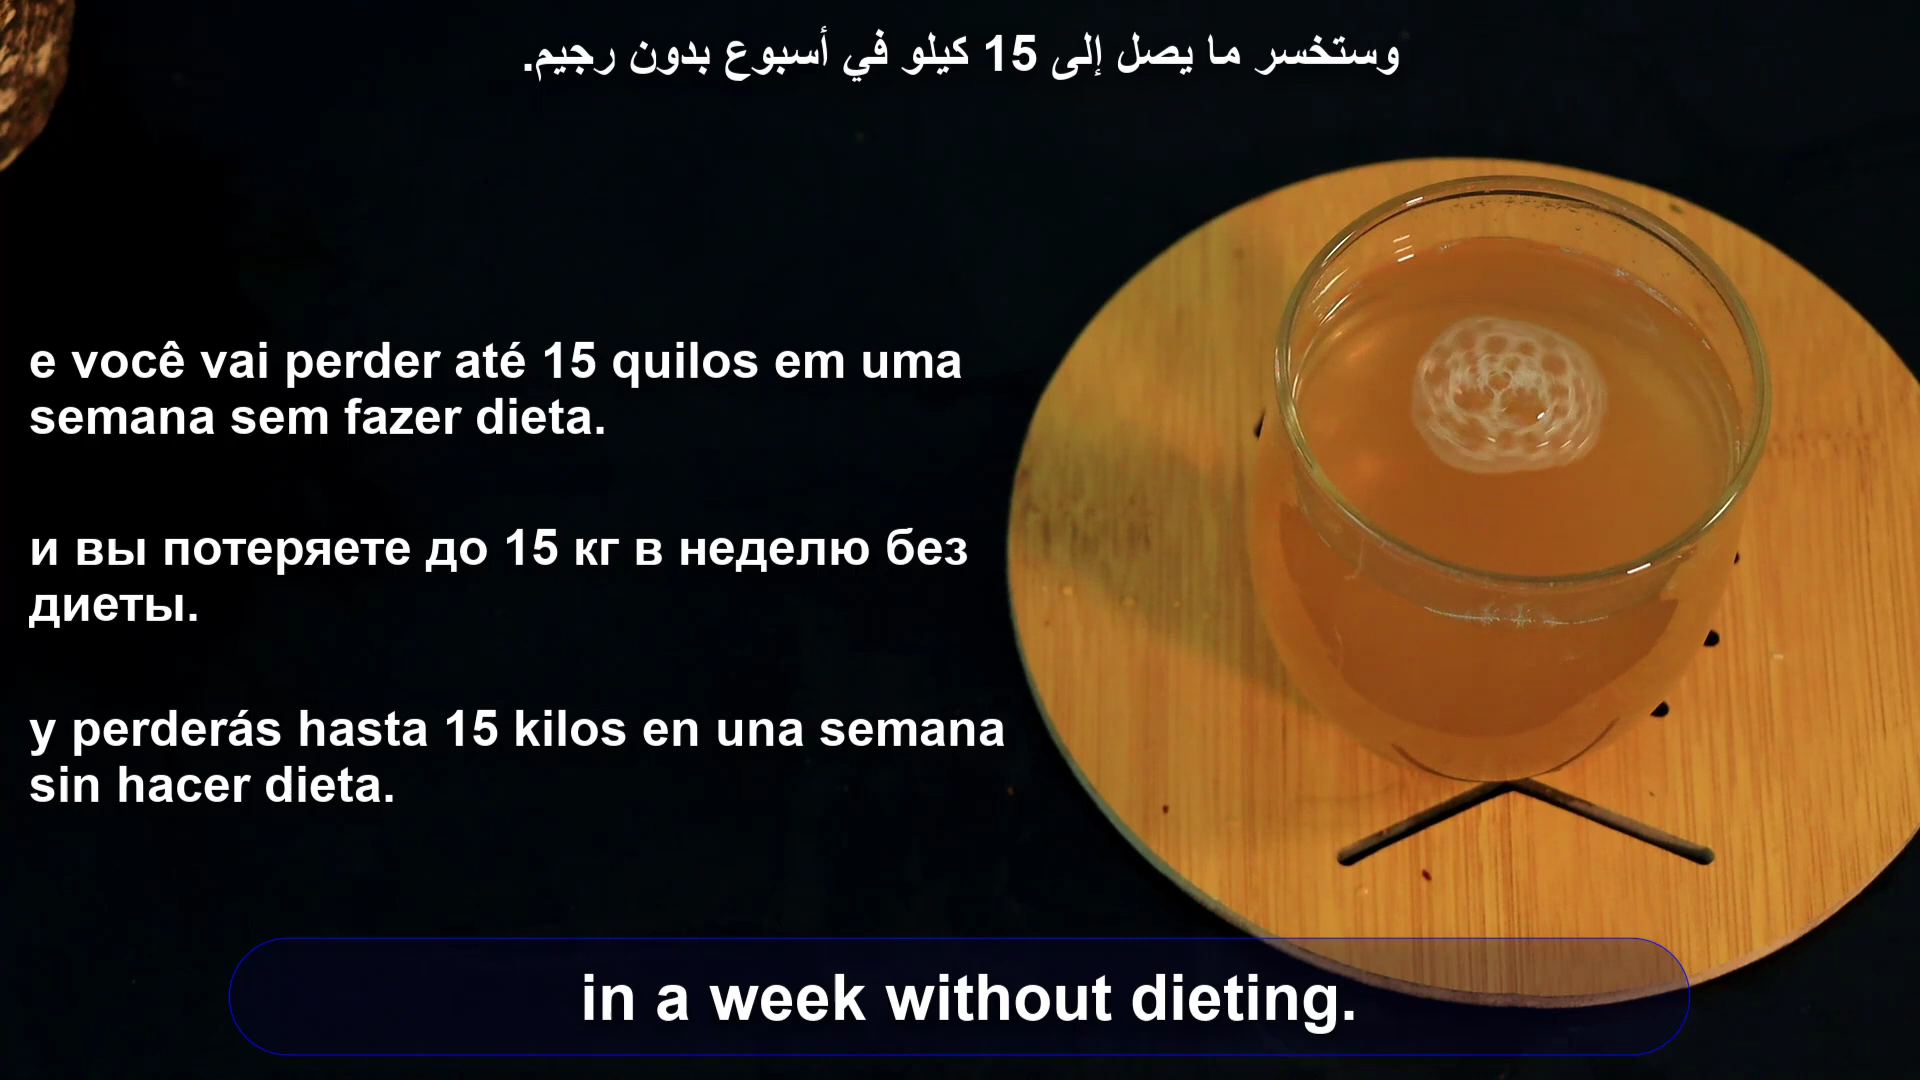 وستخسر ما يصل إلى 15 كيلو في أسبوع بدون رجيم.
e você vai perder até 15 quilos em uma
semana sem fazer dieta.
и вы потеряете до 15 кг в неделю без
диеты.
y perderás hasta 15 kilos en una semana
sin hacer dieta.
in a week without dieting.